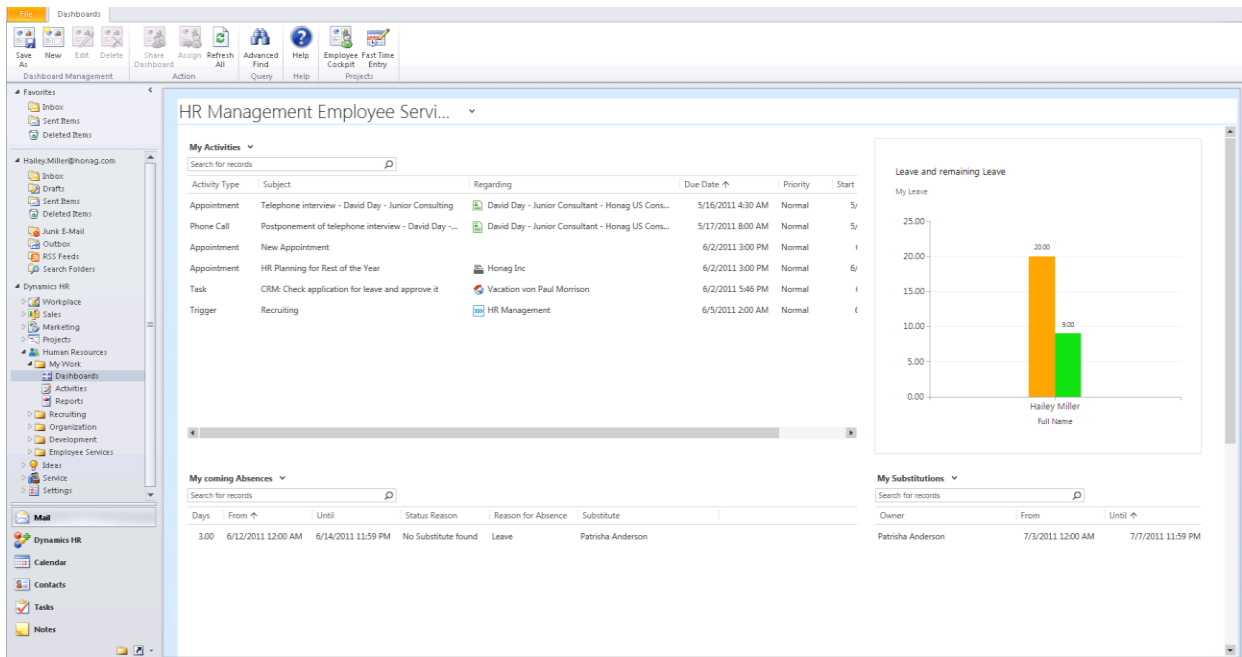 File Dashboards
Save As
New
Edit
Delete
Share Dashboard
Assign
Refresh All
Advanced Find
Help
Employee Cockpit
Fast Time Entry
Dashboard Management Action Query Help Projects
Favorites
Inbox
Sent Items
Deleted Items
Hailey.Miller@honag.com
Inbox
Drafts
Sent Items
Deleted Items
Junk E-Mail
Outbox
RSS Feeds
Search Folders
Dynamics HR
Workplace
Sales
Marketing
Projects
Human Resources
My Work
Dashboards
Activities
Reports
Recruiting
Organization
Development
Employee Services
Ideas
Service
Settings
Mail
Dynamics HR
Calendar
Contacts
Tasks
Notes
HR Management Employee Servi...
My Activities
Search for records
Activity Type Subject Regarding Due Date Priority Start
Appointment Telephone interview - David Day - Junior Consulting David Day - Junior Consultant - Honag US Cons... 5/16/2011 4:30 AM Normal 5/
Phone Call Postponement of telephone interview - David Day -... David Day - Junior Consultant - Honag US Cons... 5/17/2011 8:00 AM Normal 5/
Appointment New Appointment 6/2/2011 3:00 PM Normal
Appointment HR Planning for Rest of the Year Honag Inc 6/2/2011 3:00 PM Normal 6/
Task CRM: Check application for leave and approve it Vacation von Paul Morrison 6/2/2011 5:46 PM Normal
Trigger Recruiting HR Management 6/5/2011 2:00 AM Normal
Leave and remaining Leave
My Leave
25.00
20.00
20.00
15.00
10.00
9.00
5.00
0.00
Hailey Miller
Full Name
My coming Absences
Search for records
Days From Until Status Reason Reason for Absence Substitute
3.00 6/12/2011 12:00 AM 6/14/2011 11:59 PM No Substitute found Leave Patrisha Anderson
My Substitutions
Search for records
Owner From Until
Patrisha Anderson 7/3/2011 12:00 AM 7/7/2011 11:59 PM